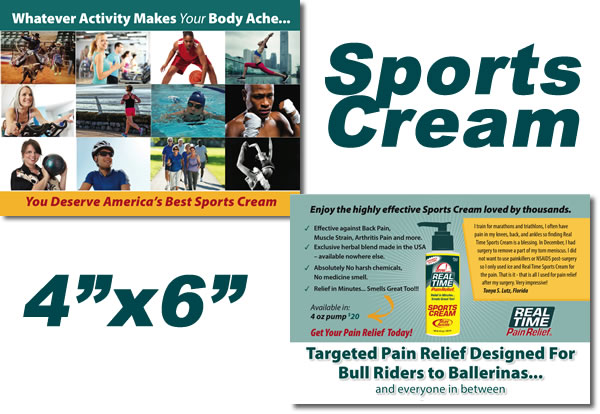 Whatever Activity Makes Your Body Ache...
You Deserve America's Best Sports Cream
Sports
Cream
4"x6"
Enjoy the highly effective Sports Cream loved by thousands.
✓ Effective against Back Pain,
Muscle Strain, Arthritis Pain and more.
✓ Exclusive herbal blend made in the USA
– available nowhere else.
✓ Absolutely No harsh chemicals,
No medicine smell.
✓ Relief in Minutes... Smells Great Too!!!
Available in:
4 oz pump $20
Get Your Pain Relief Today!
REAL
TIME
Pain Relief
SPORTS
CREAM
I train for marathons and triathlons, I often have
pain in my knees, back, and ankles so finding Real
Time Sports Cream is a blessing. In December, I had
surgery to remove a part of my torn meniscus. I did
not want to use painkillers or NSAIDS post-surgery
so I only used ice and Real Time Sports Cream for
the pain. That is it - that is all I used for pain relief
after my surgery. Very impressive!
Tonya S. Lutz, Florida
REAL
TIME
Pain Relief.
Targeted Pain Relief Designed For
Bull Riders to Ballerinas...
and everyone in between